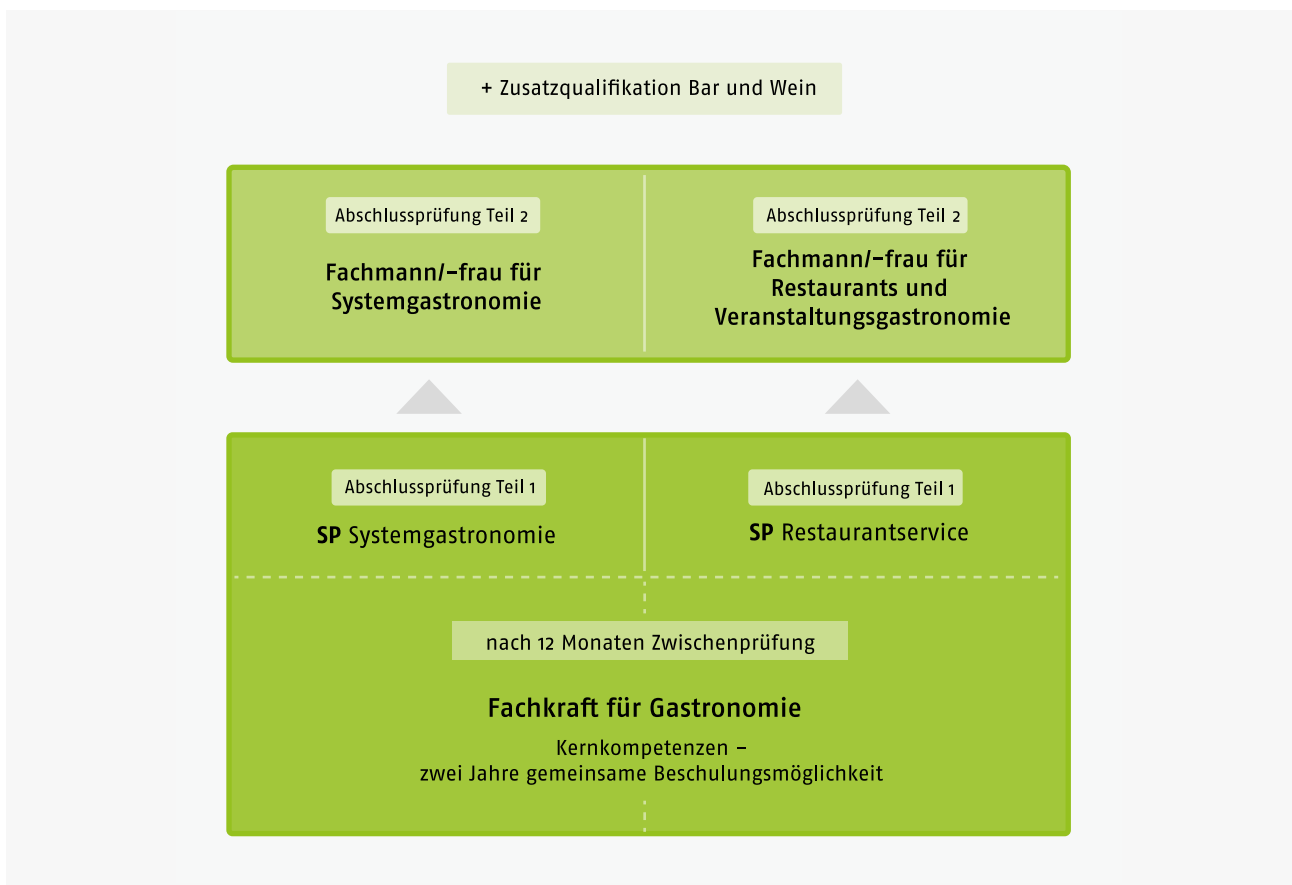 + Zusatzqualifikation Bar und Wein
Abschlussprüfung Teil 2
Fachmann/-frau für
Systemgastronomie
Abschlussprüfung Teil 2
Fachmann/-frau für
Restaurants und
Veranstaltungsgastronomie
Abschlussprüfung Teil 1
SP Systemgastronomie
Abschlussprüfung Teil 1
SP Restaurantservice
nach 12 Monaten Zwischenprüfung
Fachkraft für Gastronomie
Kernkompetenzen –
zwei Jahre gemeinsame Beschulungsmöglichkeit